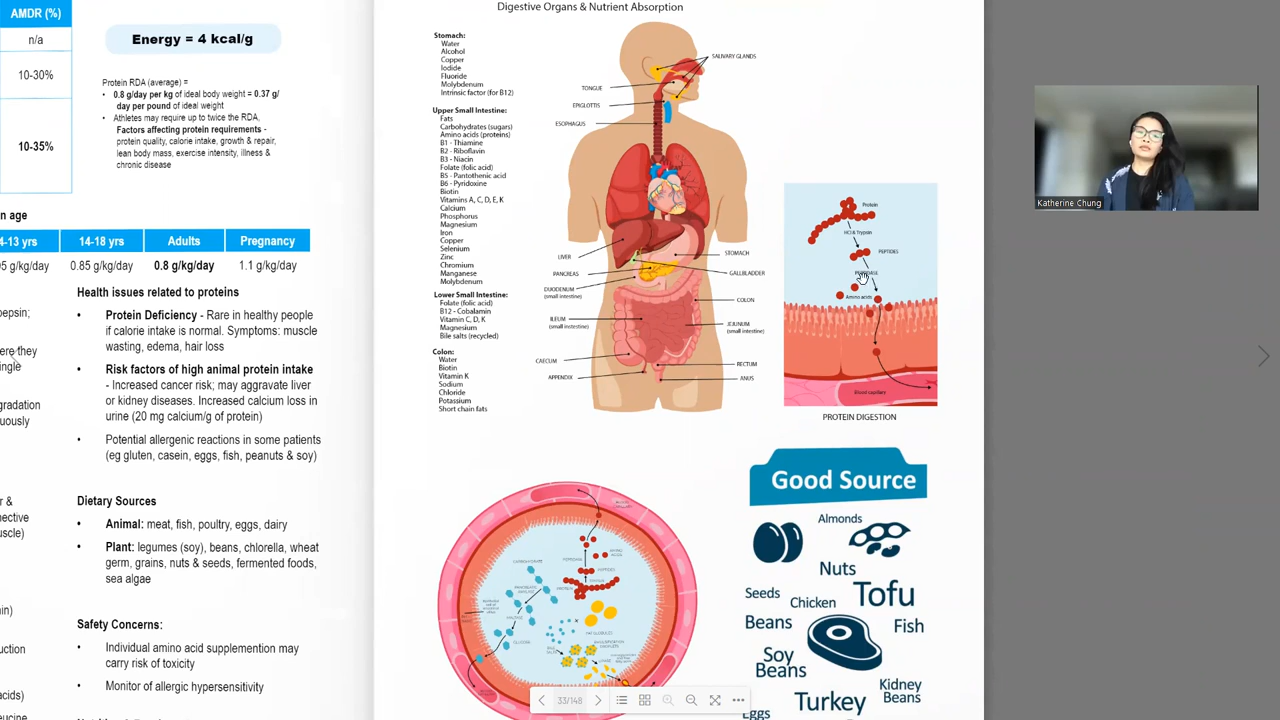 AMDR (%)
n/a
10-30%
10-35%
Energy = 4 kcal/g
Protein RDA (average) =
• 0.8 g/day per kg of ideal body weight = 0.37 g/
day per pound of ideal weight
• Athletes may require up to twice the RDA.
Factors affecting protein requirements -
protein quality, calorie intake, growth & repair,
lean body mass, exercise intensity, illness &
chronic disease
n age
4-13 yrs 14-18 yrs Adults Pregnancy
95 g/kg/day 0.85 g/kg/day 0.8 g/kg/day 1.1 g/kg/day
Health issues related to proteins
• Protein Deficiency - Rare in healthy people
if calorie intake is normal. Symptoms: muscle
wasting, edema, hair loss
• Risk factors of high animal protein intake
- Increased cancer risk; may aggravate liver
or kidney diseases. Increased calcium loss in
urine (20 mg calcium/g of protein)
• Potential allergenic reactions in some patients
(eg gluten, casein, eggs, fish, peanuts & soy)
Dietary Sources
• Animal: meat, fish, poultry, eggs, dairy
• Plant: legumes (soy), beans, chlorella, wheat
germ, grains, nuts & seeds, fermented foods,
sea algae
Safety Concerns:
• Individual amino acid supplemention may
carry risk of toxicity
• Monitor of allergic hypersensitivity
Digestive Organs & Nutrient Absorption
Stomach:
Water
Alcohol
Copper
Iodide
Fluoride
Molybdenum
Intrinsic factor (for B12)
Upper Small Intestine:
Fats
Carbohydrates (sugars)
Amino acids (proteins)
B1 - Thiamine
B2 - Riboflavin
B3 - Niacin
Folate (folic acid)
B5 - Pantothenic acid
B6 - Pyridoxine
Biotin
Vitamins A, C, D, E, K
Calcium
Phosphorus
Magnesium
Iron
Copper
Selenium
Zinc
Chromium
Manganese
Molybdenum
Lower Small Intestine:
Folate (folic acid)
B12 - Cobalamin
Vitamin C, D, K
Magnesium
Bile salts (recycled)
Colon:
Water
Biotin
Vitamin K
Sodium
Chloride
Potassium
Short chain fats
SALIVARY GLANDS
TONGUE
EPIGLOTTIS
ESOPHAGUS
LIVER
STOMACH
PANCREAS
GALLBLADDER
DUODENUM
(small intestine)
COLON
ILEUM
(small instestine)
JEJUNUM
(small intestine)
CAECUM
RECTUM
APPENDIX
ANUS
Protein
HCl & Trypsin
PEPTIDES
Amino acids
Blood capillary
PROTEIN DIGESTION
Good Source
Almonds
Nuts
Seeds
Chicken
Tofu
Beans
Fish
Soy
Beans
Kidney
Beans
Turkey
Eggs
33/148
Katherine Chung